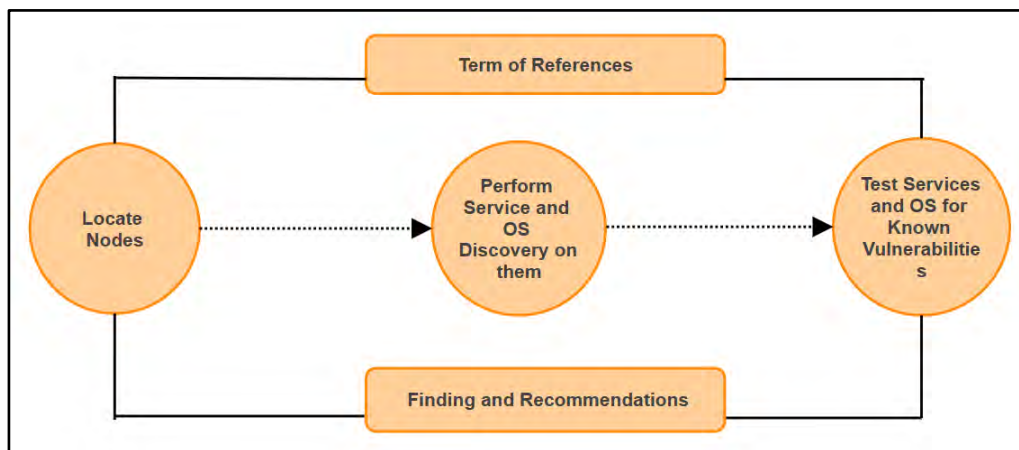 Term of References
Locate
Nodes
Perform
Service and
OS
Discovery on
them
Test Services
and OS for
Known
Vulnerabilitie
s
Finding and Recommendations